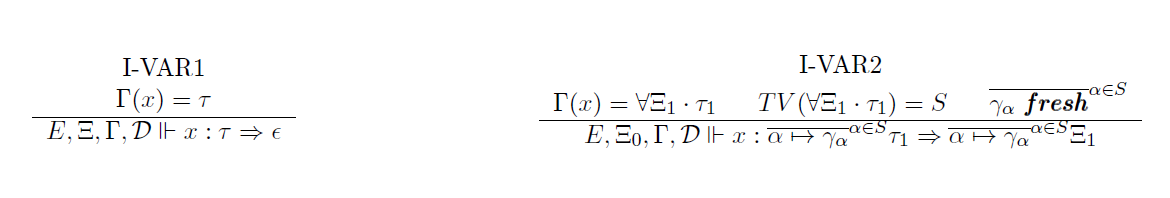 I-VAR1
Γ(x) = τ
E, Ξ, Γ, 𝒟 ⊩ x : τ ⇒ ϵ
I-VAR2
Γ(x) = ∀Ξ₁ · τ₁ TV(∀Ξ₁ · τ₁) = S \overline{γ_α fresh}^{α∈S}
E, Ξ₀, Γ, 𝒟 ⊩ x : \overline{α ↦ γ_α}^{α∈S} τ₁ ⇒ \overline{α ↦ γ_α}^{α∈S} Ξ₁